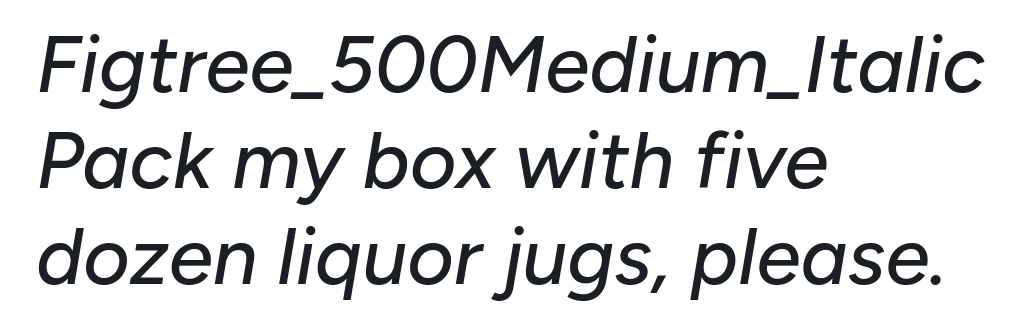 Figtree_500Medium_Italic
Pack my box with five
dozen liquor jugs, please.